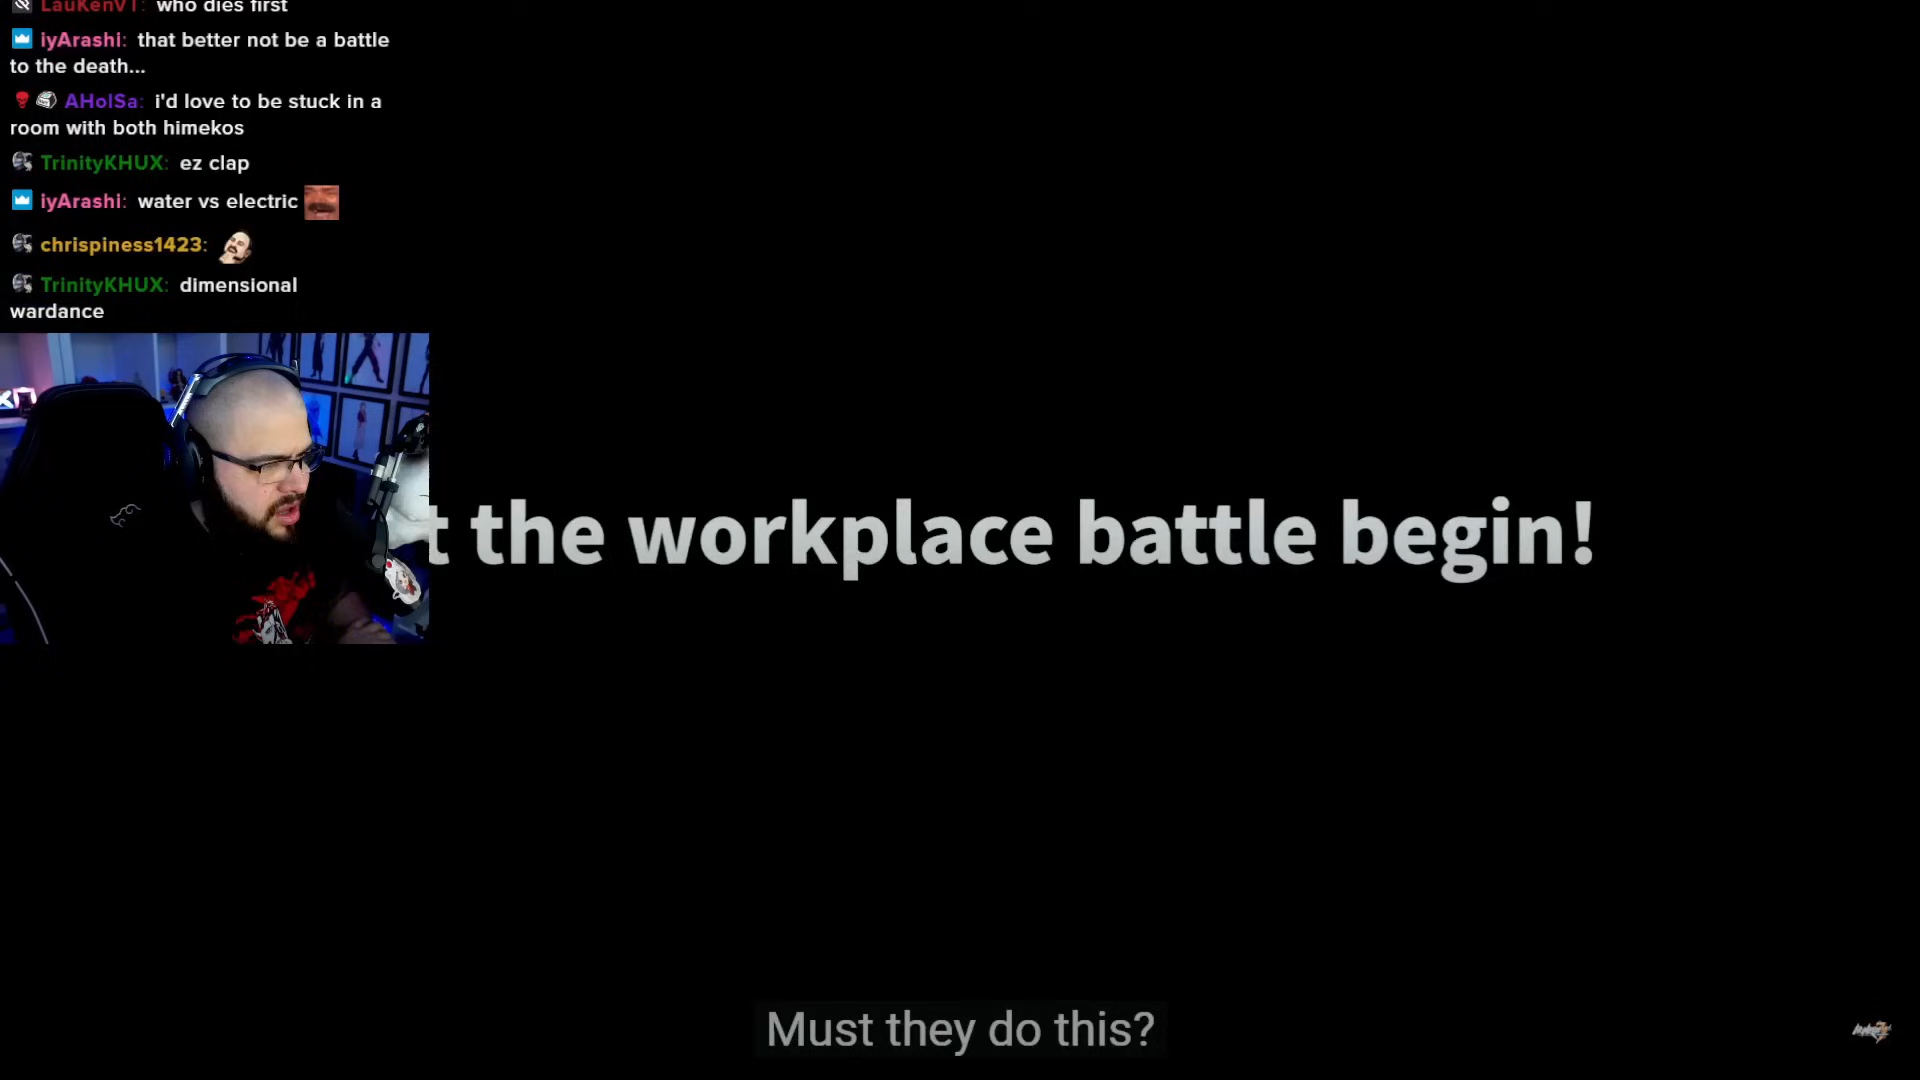 LauKenVT: who dies first
iyArashi: that better not be a battle
to the death...
AHolSa: i'd love to be stuck in a
room with both himekos
TrinityKHUX: ez clap
iyArashi: water vs electric
chrispiness1423:
TrinityKHUX: dimensional
wardance
t the workplace battle begin!
Must they do this?